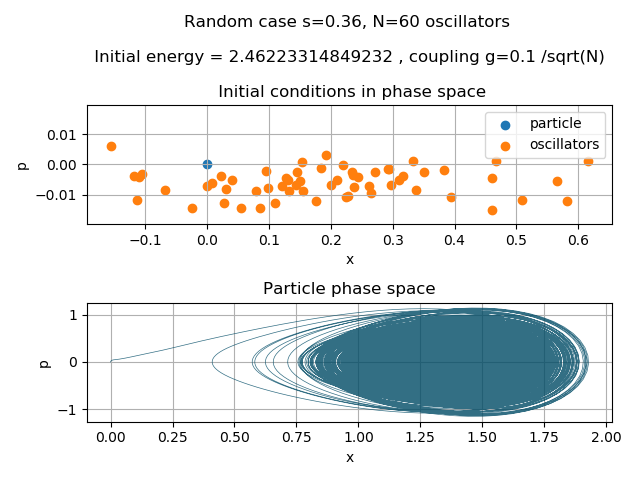 Random case s=0.36, N=60 oscillators
Initial energy = 2.46223314849232 , coupling g=0.1 /sqrt(N)
Initial conditions in phase space
particle
oscillators
0.01
0.00
−0.01
p
−0.1 0.0 0.1 0.2 0.3 0.4 0.5 0.6
x
Particle phase space
1
0
−1
p
0.00 0.25 0.50 0.75 1.00 1.25 1.50 1.75 2.00
x